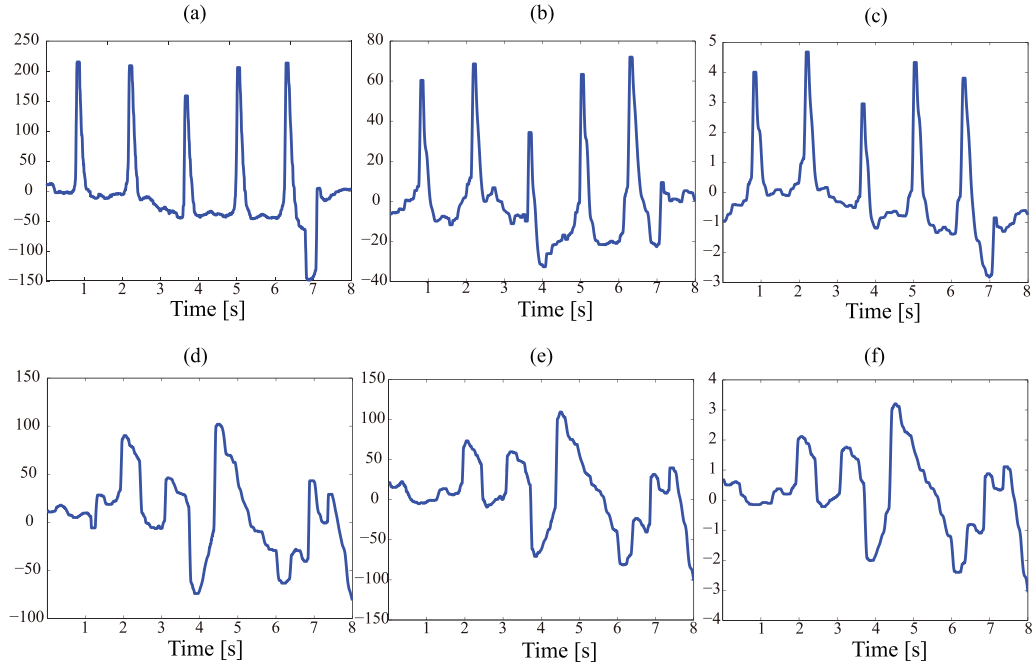 (a) (b) (c)
250 80 5
200 60 4
150 40 3
100 20 2
50 0 1
0 −20 0
−50 −40 −1
−100 −2
−150 −3
1 2 3 4 5 6 7 8 1 2 3 4 5 6 7 8 1 2 3 4 5 6 7 8
Time [s] Time [s] Time [s]
(d) (e) (f)
150 150 4
100 100 3
50 50 2
0 0 1
−50 −50 0
−100 −100 −1
−150 −2
−3
−4
1 2 3 4 5 6 7 8 1 2 3 4 5 6 7 8 1 2 3 4 5 6 7 8
Time [s] Time [s] Time [s]